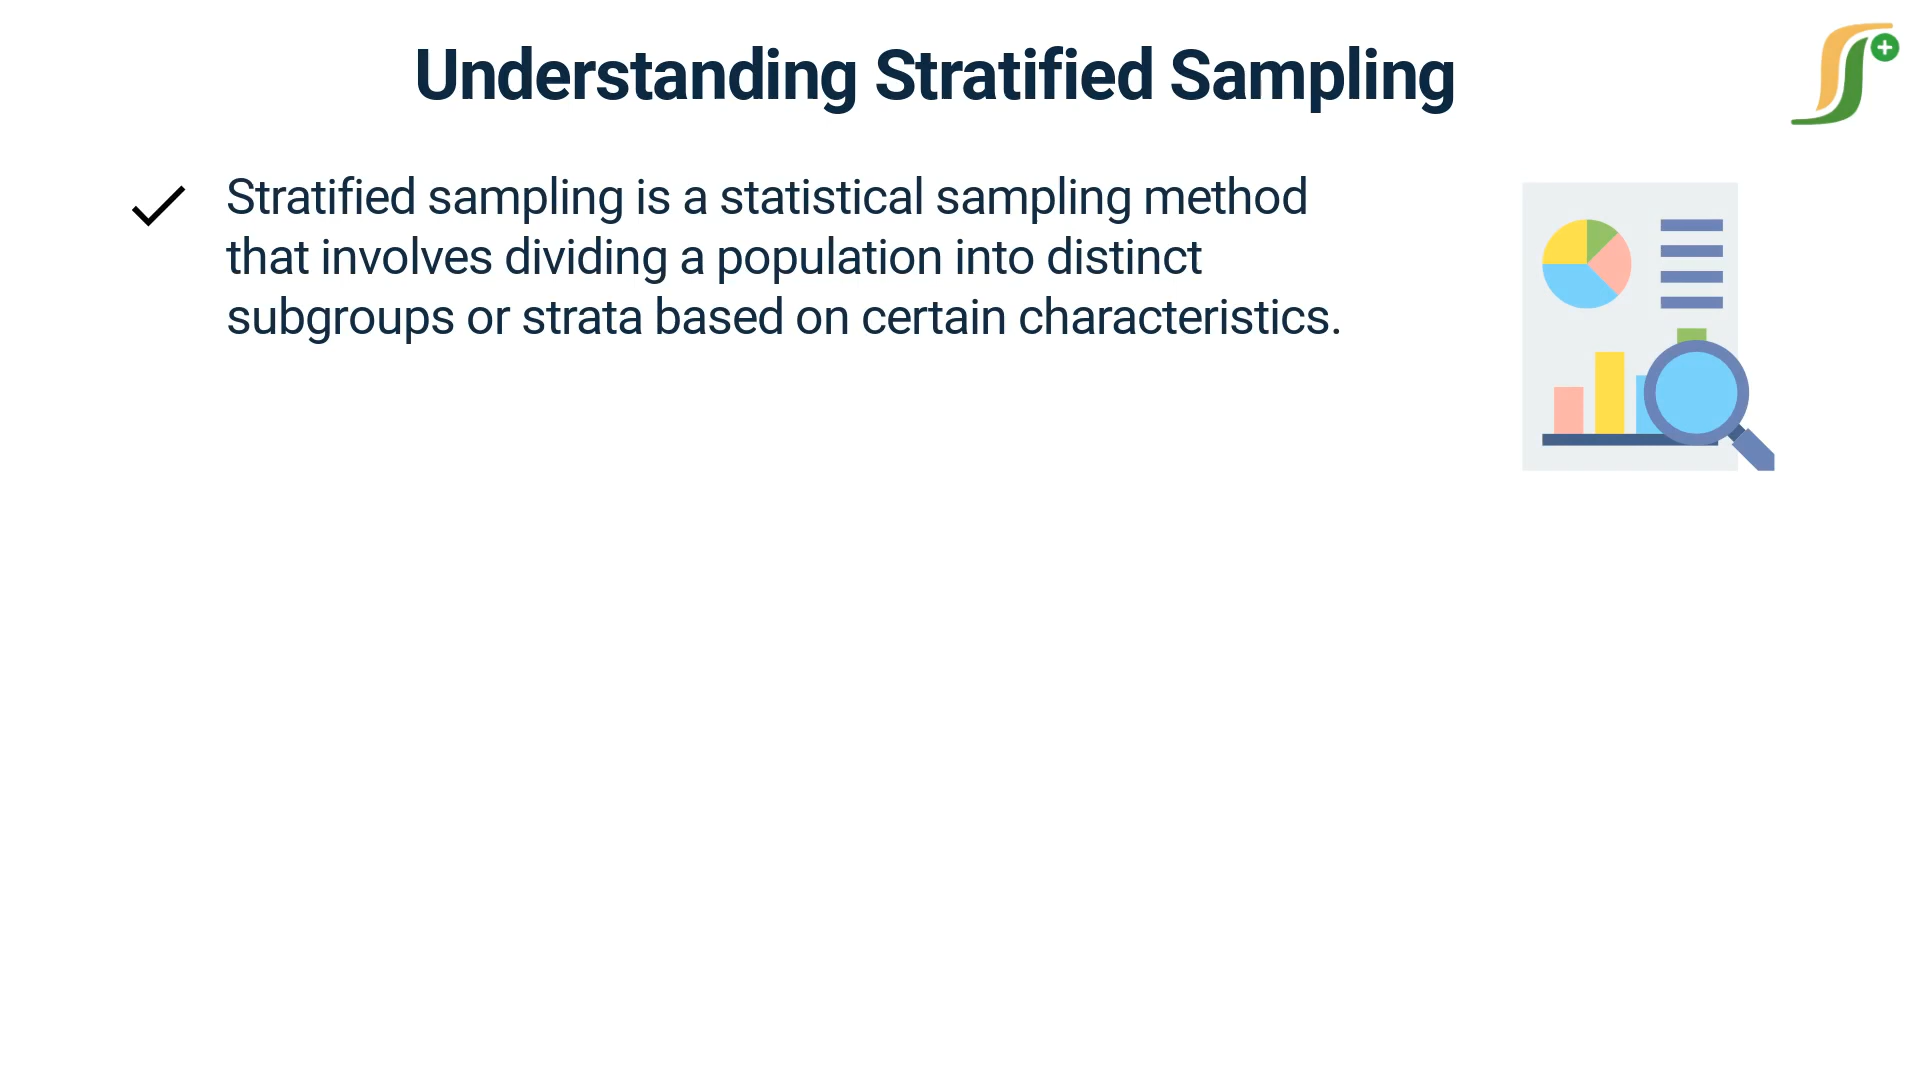 Understanding Stratified Sampling
Stratified sampling is a statistical sampling method
that involves dividing a population into distinct
subgroups or strata based on certain characteristics.